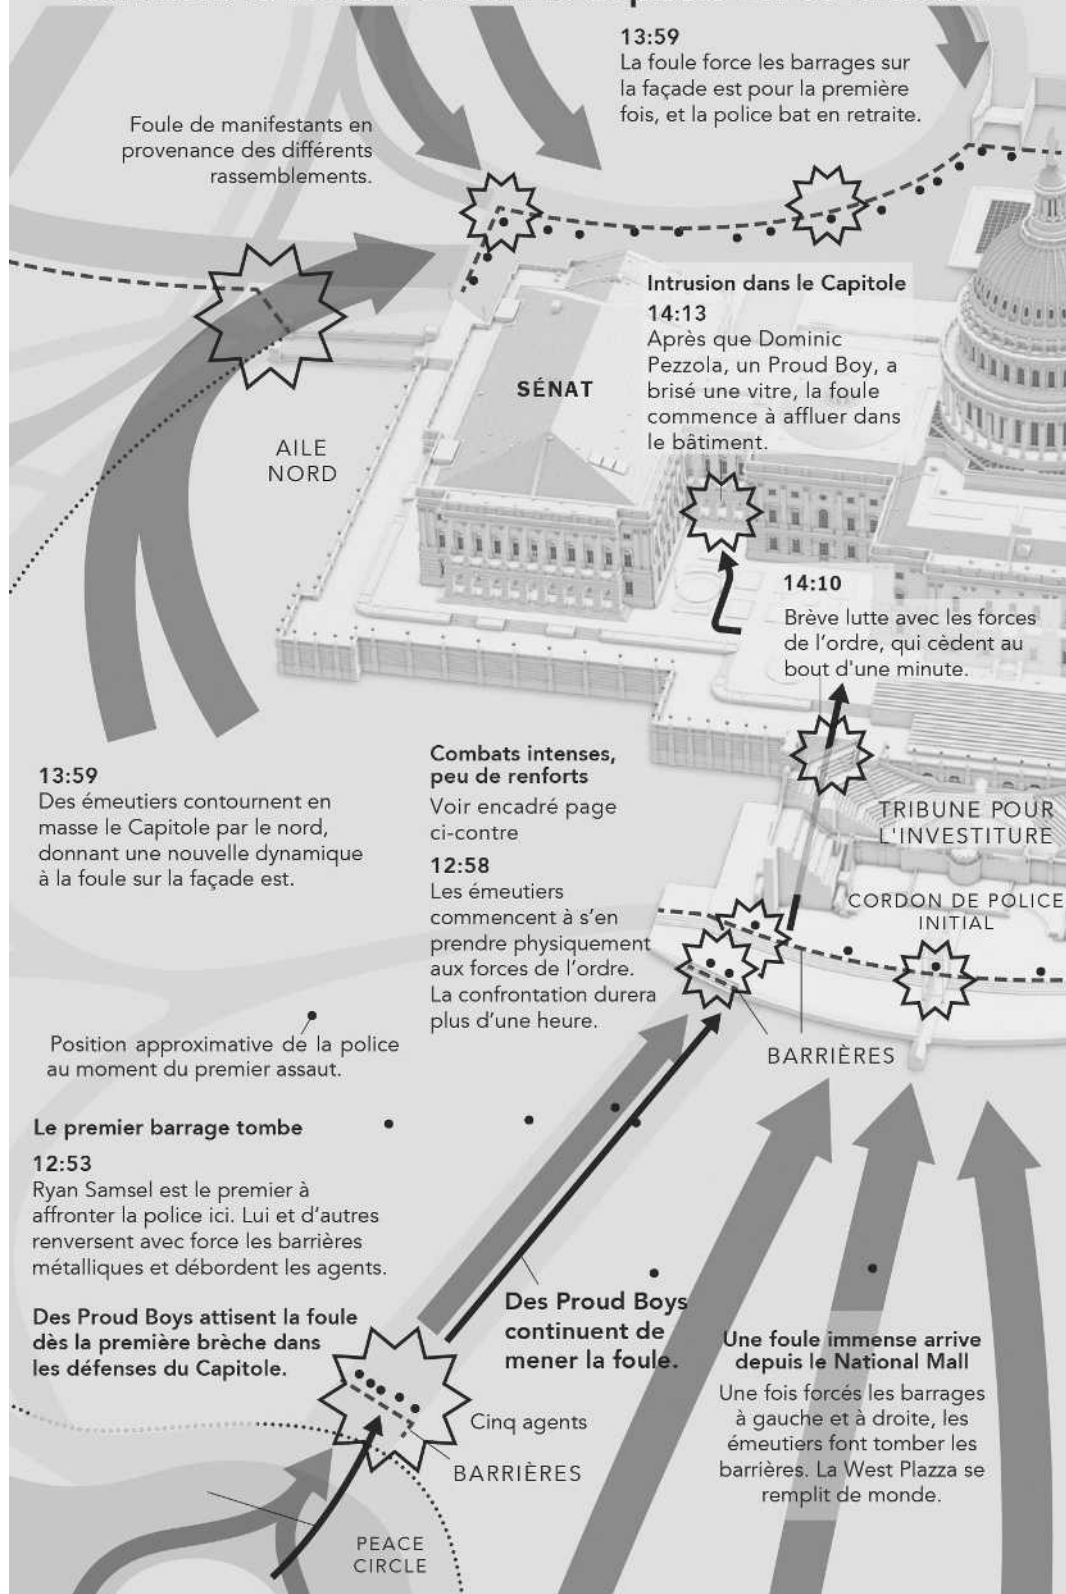 13:59
La foule force les barrages sur
la façade est pour la première
fois, et la police bat en retraite.
Foule de manifestants en
provenance des différents
rassemblements.
Intrusion dans le Capitole
14:13
Après que Dominic
Pezzola, un Proud Boy, a
brisé une vitre, la foule
commence à affluer dans
le bâtiment.
SÉNAT
AILE
NORD
14:10
Brève lutte avec les forces
de l'ordre, qui cèdent au
bout d'une minute.
13:59
Des émeutiers contournent en
masse le Capitole par le nord,
donnant une nouvelle dynamique
à la foule sur la façade est.
Combats intenses,
peu de renforts
Voir encadré page
ci-contre
12:58
Les émeutiers
commencent à s'en
prendre physiquement
aux forces de l'ordre.
La confrontation durera
plus d'une heure.
TRIBUNE POUR
L'INVESTITURE
CORDON DE POLICE
INITIAL
BARRIÈRES
Position approximative de la police
au moment du premier assaut.
Le premier barrage tombe
12:53
Ryan Samsel est le premier à
affronter la police ici. Lui et d'autres
renversent avec force les barrières
métalliques et débordent les agents.
Des Proud Boys attisent la foule
dès la première brèche dans
les défenses du Capitole.
Des Proud Boys
continuent de
mener la foule.
Cinq agents
BARRIÈRES
PEACE
CIRCLE
Une foule immense arrive
depuis le National Mall
Une fois forcés les barrages
à gauche et à droite, les
émeutiers font tomber les
barrières. La West Plazza se
remplit de monde.